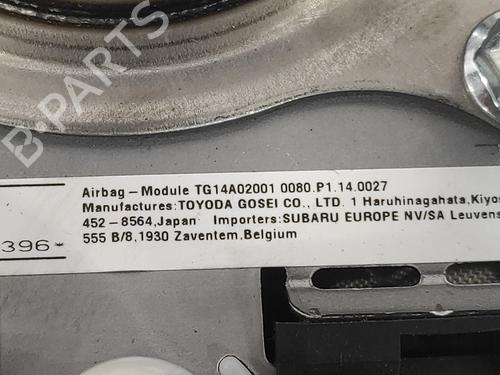 Airbag-Module TG14A02001 0080.P1.14.0027
Manufactures:TOYODA GOSEI CO., LTD. 1 Haruhinagahata,Kiyos
452-8564,Japan Importers:SUBARU EUROPE NV/SA Leuvens
555 B/8,1930 Zaventem,Belgium
396*